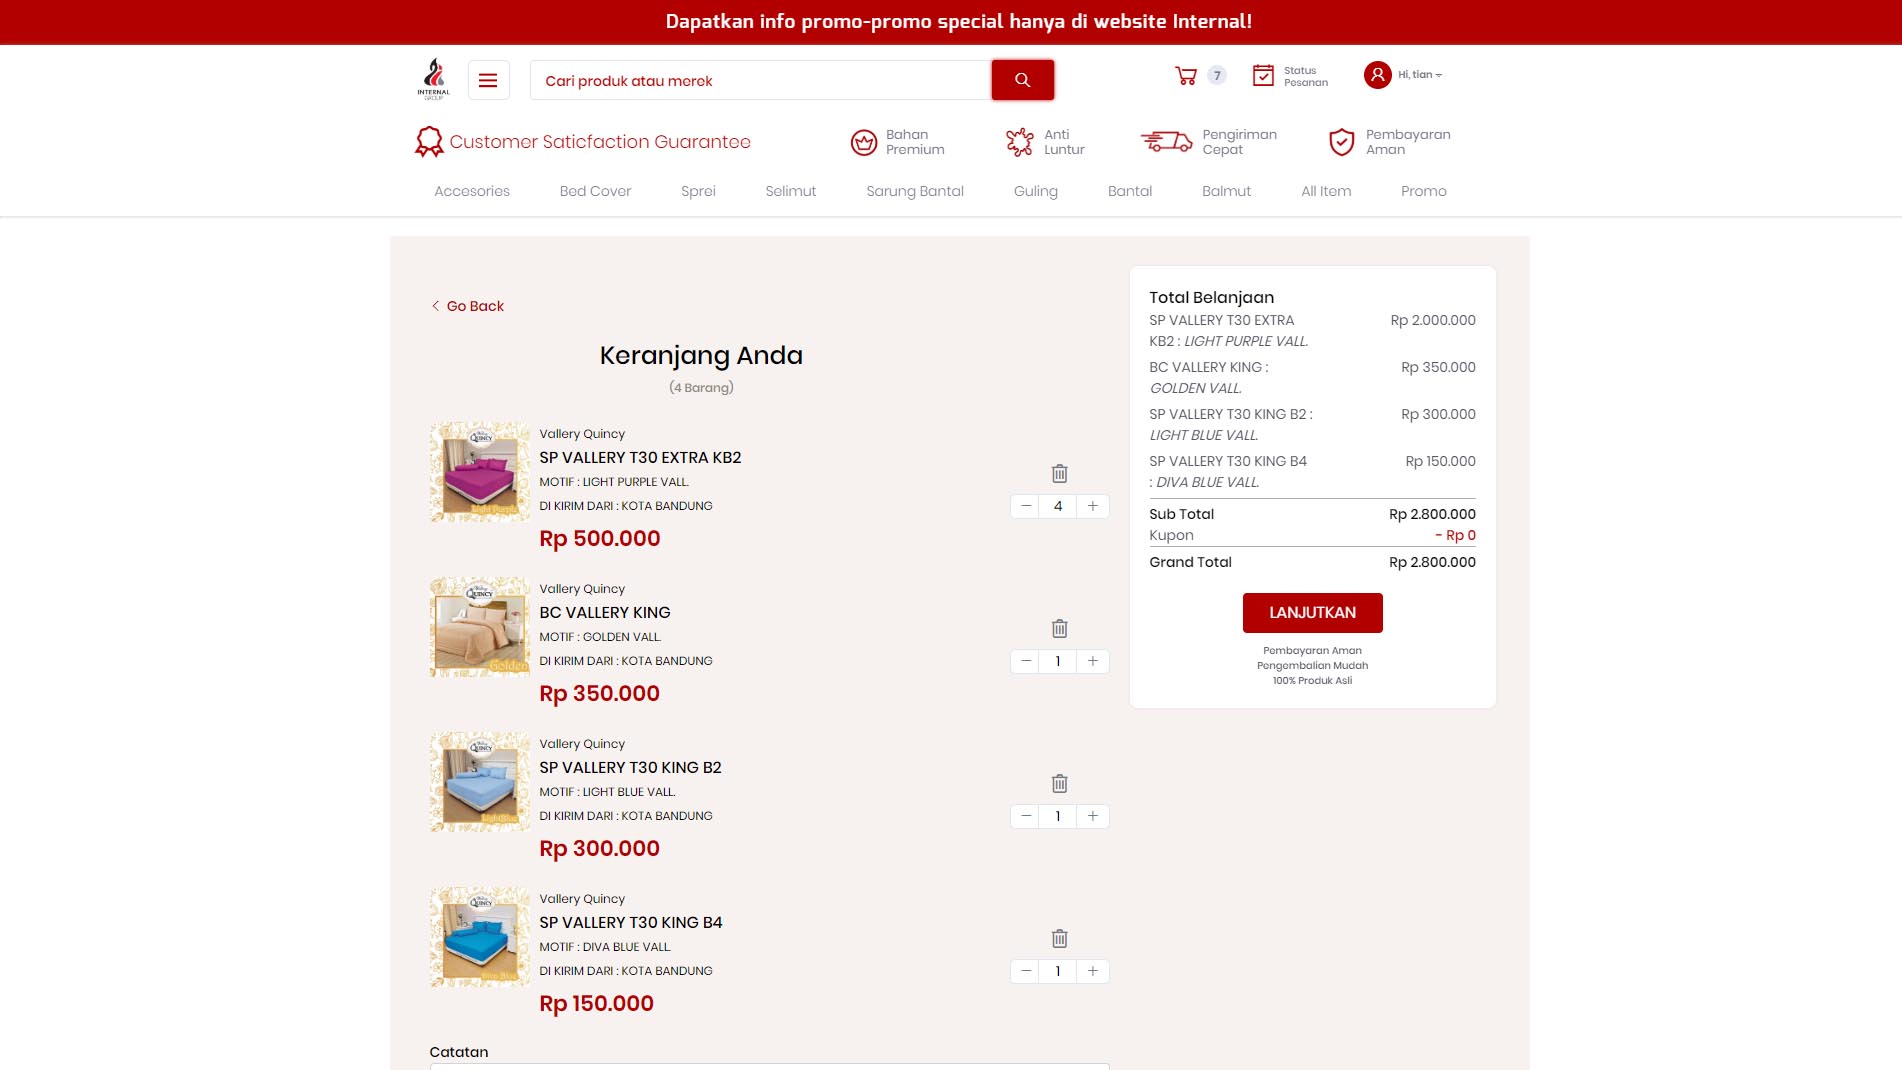 Dapatkan info promo-promo special hanya di website Internal!
INTERNAL
GROUP
Cari produk atau merek
7
Status
Pesanan
Hi, tian
Customer Saticfaction Guarantee
Bahan
Premium
Anti
Luntur
Pengiriman
Cepat
Pembayaran
Aman
Accesories
Bed Cover
Sprei
Selimut
Sarung Bantal
Guling
Bantal
Balmut
All Item
Promo
Go Back
Keranjang Anda
(4 Barang)
QUINCY
Light Purple
Vallery Quincy
SP VALLERY T30 EXTRA KB2
MOTIF : LIGHT PURPLE VALL.
DI KIRIM DARI : KOTA BANDUNG
Rp 500.000
− 4 +
QUINCY
Golden
Vallery Quincy
BC VALLERY KING
MOTIF : GOLDEN VALL.
DI KIRIM DARI : KOTA BANDUNG
Rp 350.000
− 1 +
QUINCY
LightBlue
Vallery Quincy
SP VALLERY T30 KING B2
MOTIF : LIGHT BLUE VALL.
DI KIRIM DARI : KOTA BANDUNG
Rp 300.000
− 1 +
QUINCY
Diva Blue
Vallery Quincy
SP VALLERY T30 KING B4
MOTIF : DIVA BLUE VALL.
DI KIRIM DARI : KOTA BANDUNG
Rp 150.000
− 1 +
Catatan
Total Belanjaan
SP VALLERY T30 EXTRA Rp 2.000.000
KB2 : LIGHT PURPLE VALL.
BC VALLERY KING : Rp 350.000
GOLDEN VALL.
SP VALLERY T30 KING B2 : Rp 300.000
LIGHT BLUE VALL.
SP VALLERY T30 KING B4 Rp 150.000
: DIVA BLUE VALL.
Sub Total Rp 2.800.000
Kupon - Rp 0
Grand Total Rp 2.800.000
LANJUTKAN
Pembayaran Aman
Pengembalian Mudah
100% Produk Asli